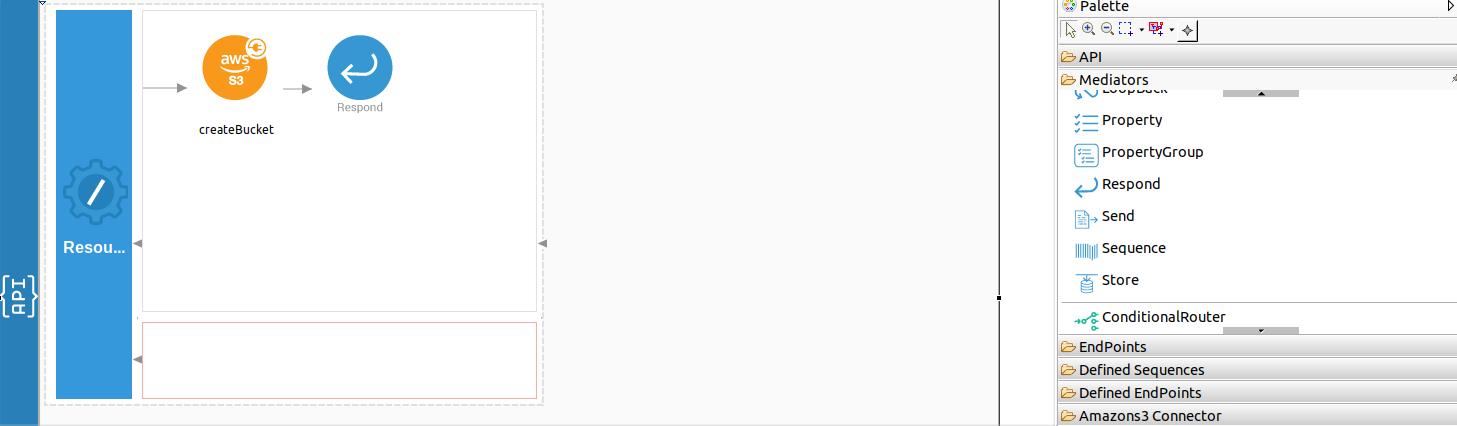 aws
S3
createBucket
Respond
Resou...
{API}
Palette
API
Mediators
LoopBack
Property
PropertyGroup
Respond
Send
Sequence
Store
ConditionalRouter
EndPoints
Defined Sequences
Defined EndPoints
Amazons3 Connector